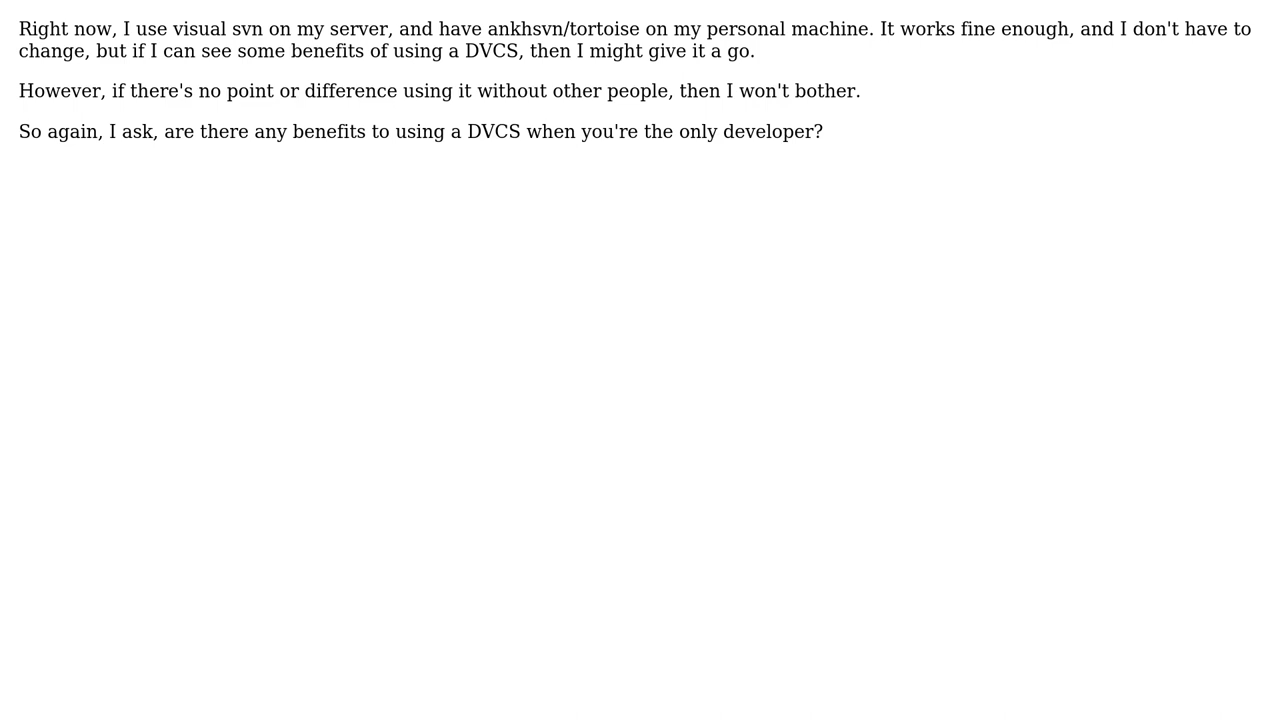 Right now, I use visual svn on my server, and have ankhsvn/tortoise on my personal machine. It works fine enough, and I don't have to
change, but if I can see some benefits of using a DVCS, then I might give it a go.
However, if there's no point or difference using it without other people, then I won't bother.
So again, I ask, are there any benefits to using a DVCS when you're the only developer?